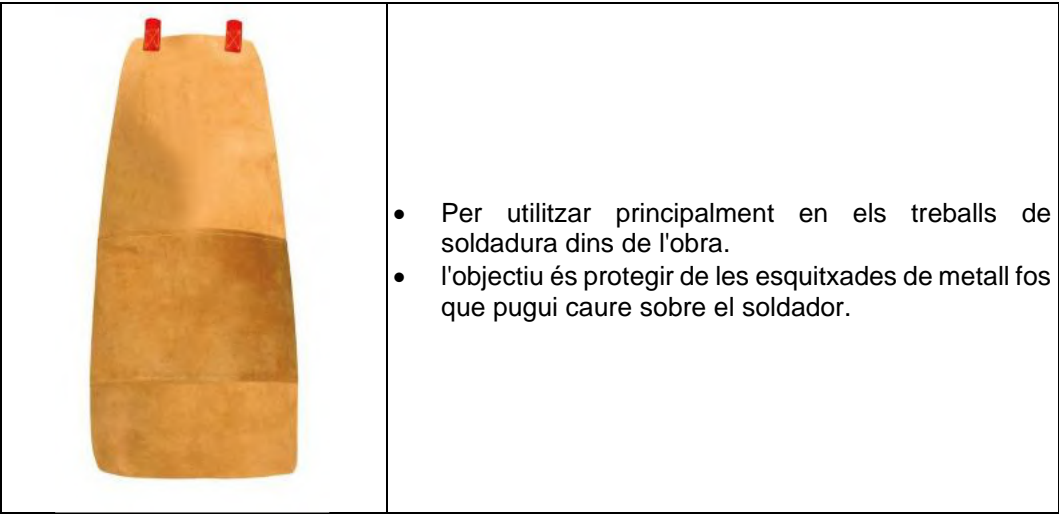 • Per utilitzar principalment en els treballs de
soldadura dins de l'obra.
• l'objectiu és protegir de les esquitxades de metall fos
que pugui caure sobre el soldador.